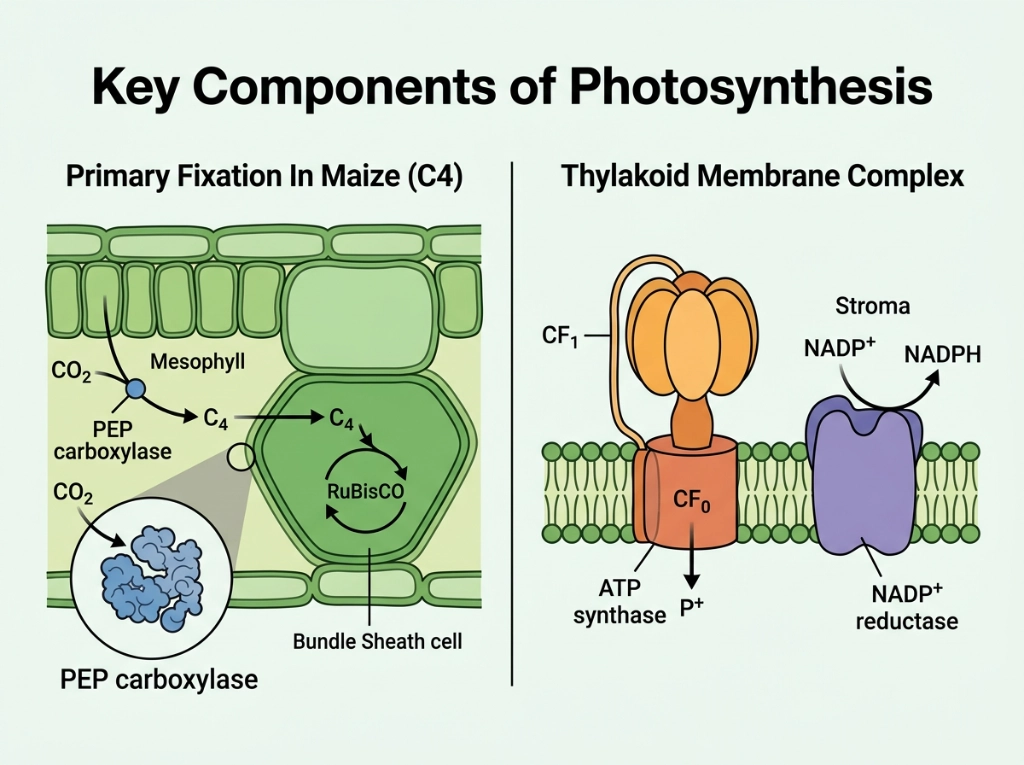 Key Components of Photosynthesis
Primary Fixation In Maize (C4)
CO₂
Mesophyll
PEP
carboxylase
C₄
C₄
CO₂
RuBisCO
Bundle Sheath cell
PEP carboxylase
Thylakoid Membrane Complex
CF₁
Stroma
NADP⁺
NADPH
CF₀
ATP
synthase
P⁺
NADP⁺
reductase